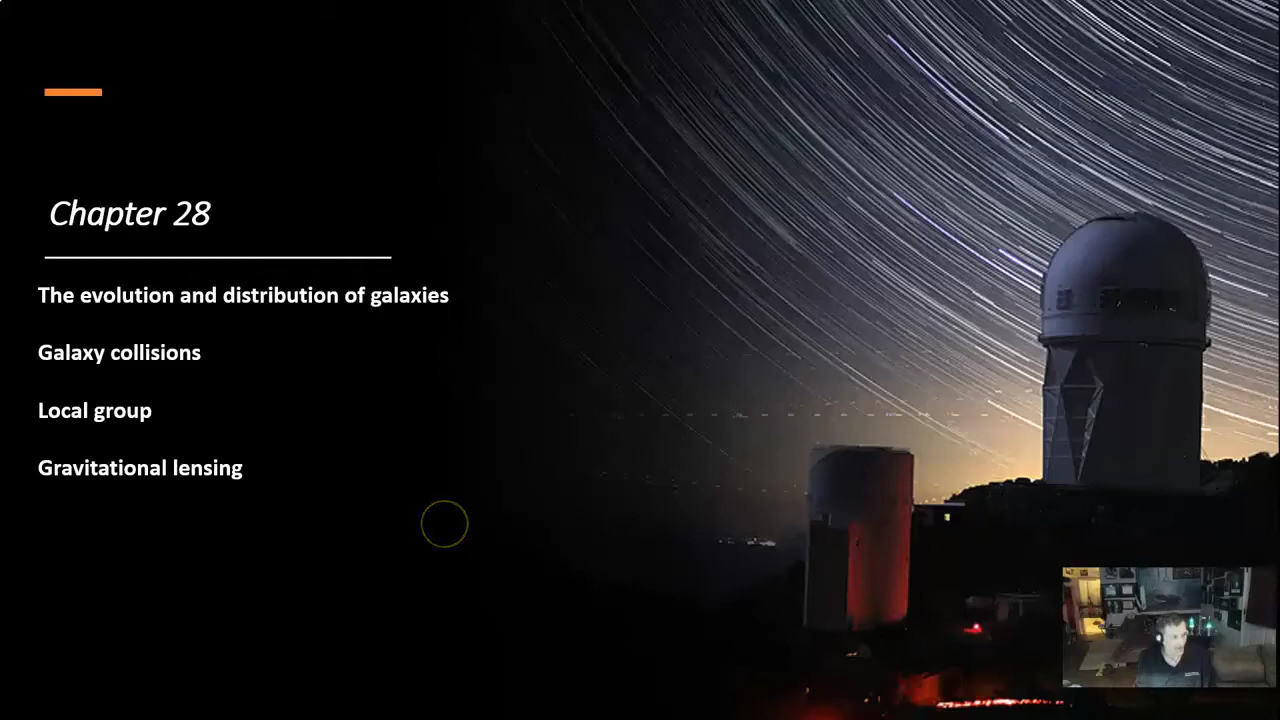 Chapter 28
The evolution and distribution of galaxies
Galaxy collisions
Local group
Gravitational lensing